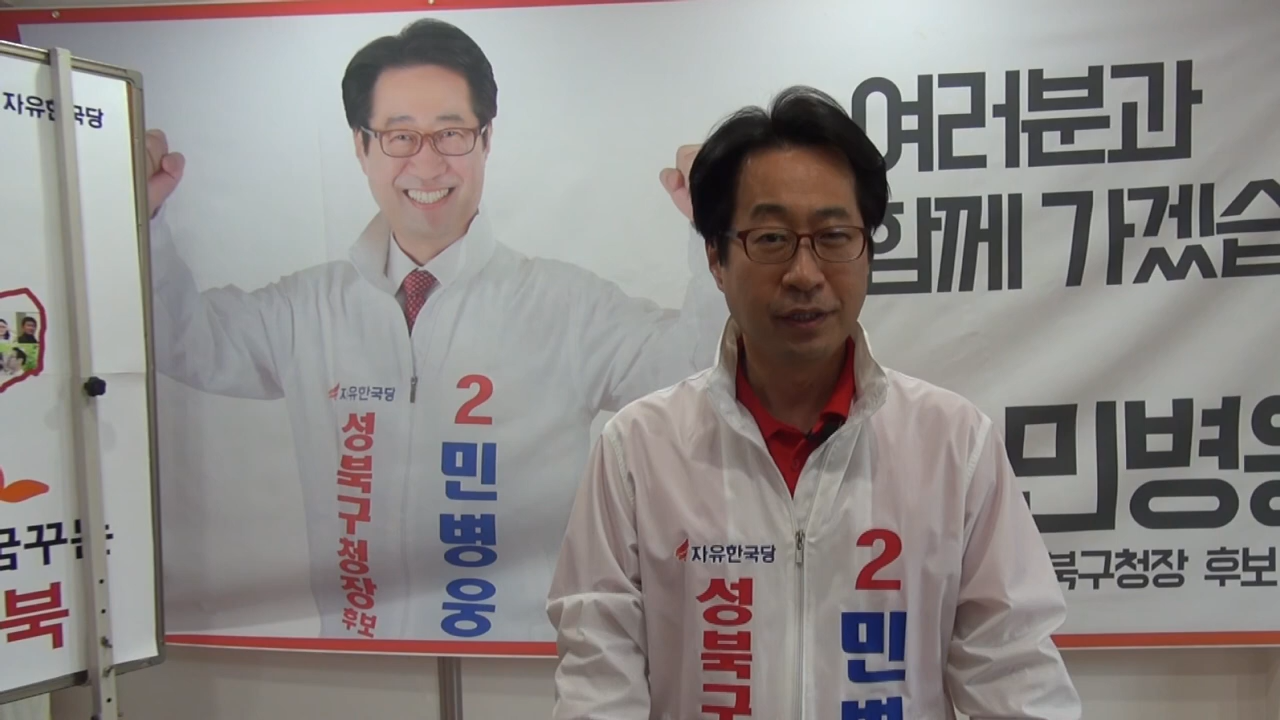 자유한국당
꿈꾸는
북
자유한국당
성북구청장 후보
2
민병웅
여러분과
함께 가겠습
민병웅
북구청장 후보
자유한국당
성북구
2
민병